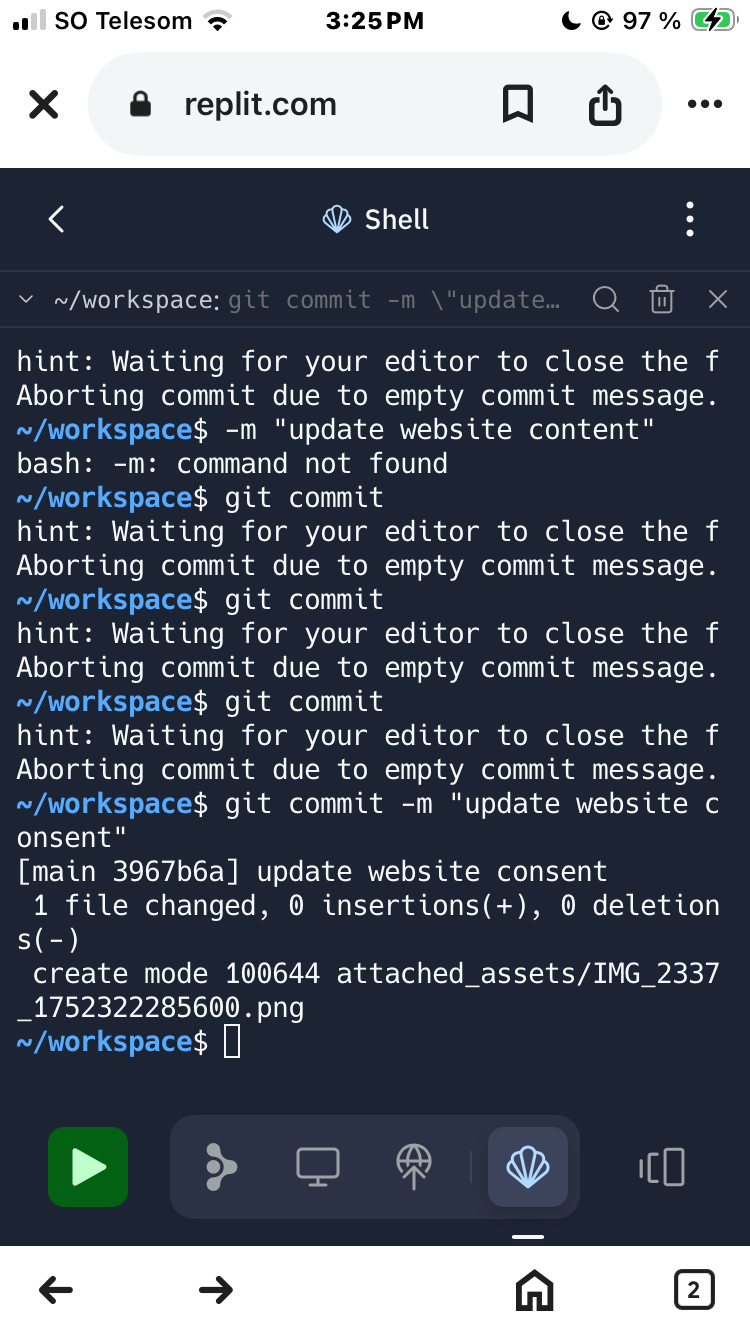 SO Telesom 3:25 PM 97 %
replit.com
Shell
~/workspace: git commit -m \"update…
hint: Waiting for your editor to close the f
Aborting commit due to empty commit message.
~/workspace$ -m "update website content"
bash: -m: command not found
~/workspace$ git commit
hint: Waiting for your editor to close the f
Aborting commit due to empty commit message.
~/workspace$ git commit
hint: Waiting for your editor to close the f
Aborting commit due to empty commit message.
~/workspace$ git commit
hint: Waiting for your editor to close the f
Aborting commit due to empty commit message.
~/workspace$ git commit -m "update website c
onsent"
[main 3967b6a] update website consent
 1 file changed, 0 insertions(+), 0 deletion
s(-)
 create mode 100644 attached_assets/IMG_2337
_1752322285600.png
~/workspace$
2